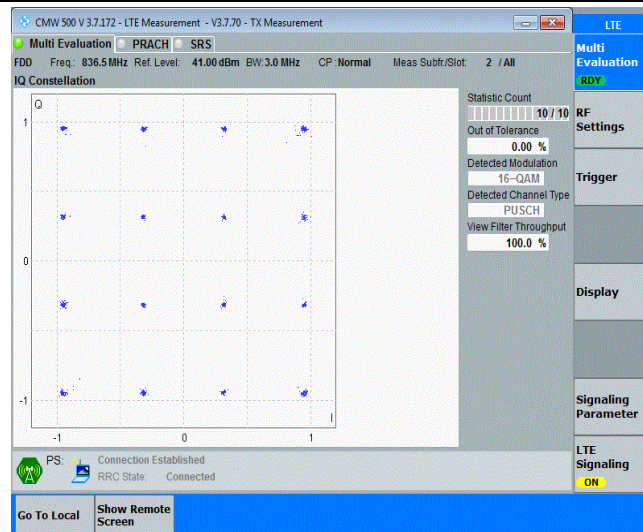 CMW 500 V 3.7.172 - LTE Measurement - V3.7.70 - TX Measurement
LTE
Multi Evaluation PRACH SRS
Multi
Evaluation
RDY
FDD Freq.: 836.5 MHz Ref. Level: 41.00 dBm BW: 3.0 MHz CP : Normal Meas Subfr./Slot: 2 / All
IQ Constellation
Q
1
0
-1
-1
0
1
I
Statistic Count
10 / 10
Out of Tolerance
0.00 %
Detected Modulation
16-QAM
Detected Channel Type
PUSCH
View Filter Throughput
100.0 %
RF
Settings
Trigger
Display
Signaling
Parameter
LTE
Signaling
ON
PS: Connection Established
RRC State: Connected
Go To Local
Show Remote
Screen